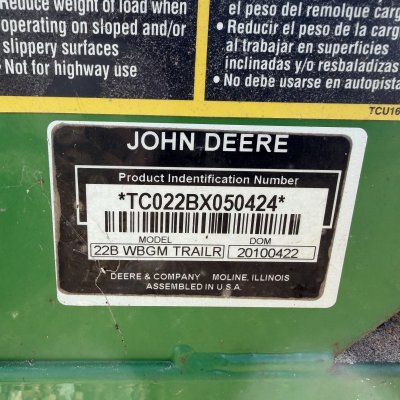 Reduce weight of load when
operating on sloped and/or
slippery surfaces
• Not for highway use
el peso del remolque carg
• Reducir el peso de la carg
al trabajar en superficies
inclinadas y/o resbaladizas
• No debe usarse en autopista
TCU16
JOHN DEERE
Product Indentification Number
*TC022BX050424*
MODEL
DOM
22B WBGM TRAILR
20100422
DEERE & COMPANY MOLINE, ILLINOIS
ASSEMBLED IN U.S.A.